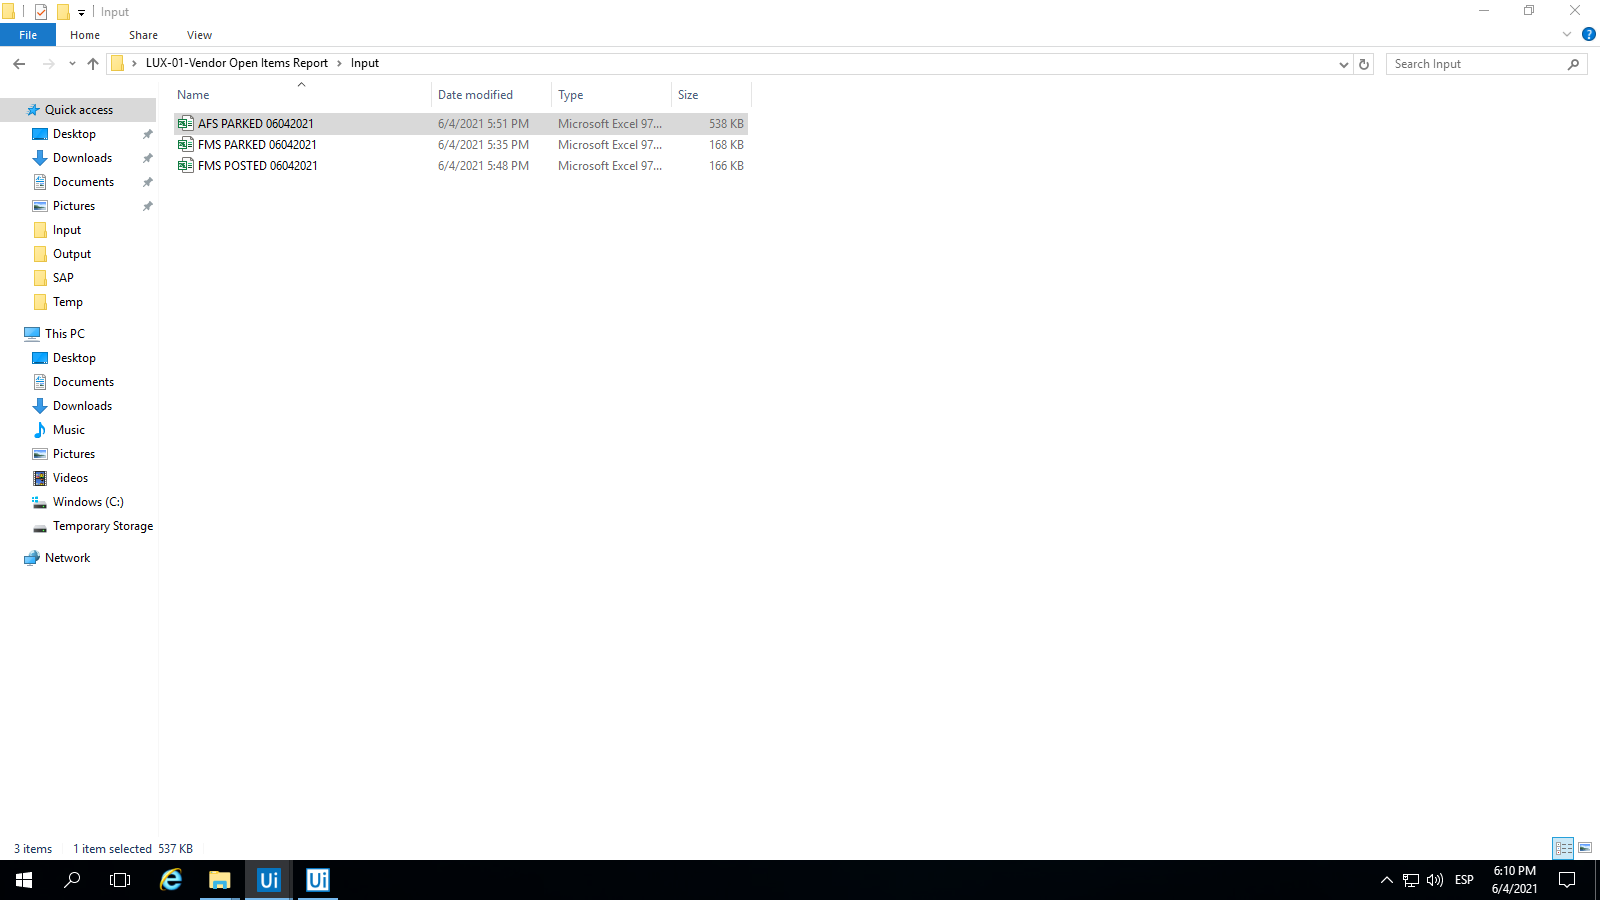 Input
File Home Share View
LUX-01-Vendor Open Items Report Input
Search Input
Name Date modified Type Size
AFS PARKED 06042021 6/4/2021 5:51 PM Microsoft Excel 97... 538 KB
FMS PARKED 06042021 6/4/2021 5:35 PM Microsoft Excel 97... 168 KB
FMS POSTED 06042021 6/4/2021 5:48 PM Microsoft Excel 97... 166 KB
Quick access
Desktop
Downloads
Documents
Pictures
Input
Output
SAP
Temp
This PC
Desktop
Documents
Downloads
Music
Pictures
Videos
Windows (C:)
Temporary Storage
Network
3 items 1 item selected 537 KB
Ui Ui
ESP
6:10 PM
6/4/2021